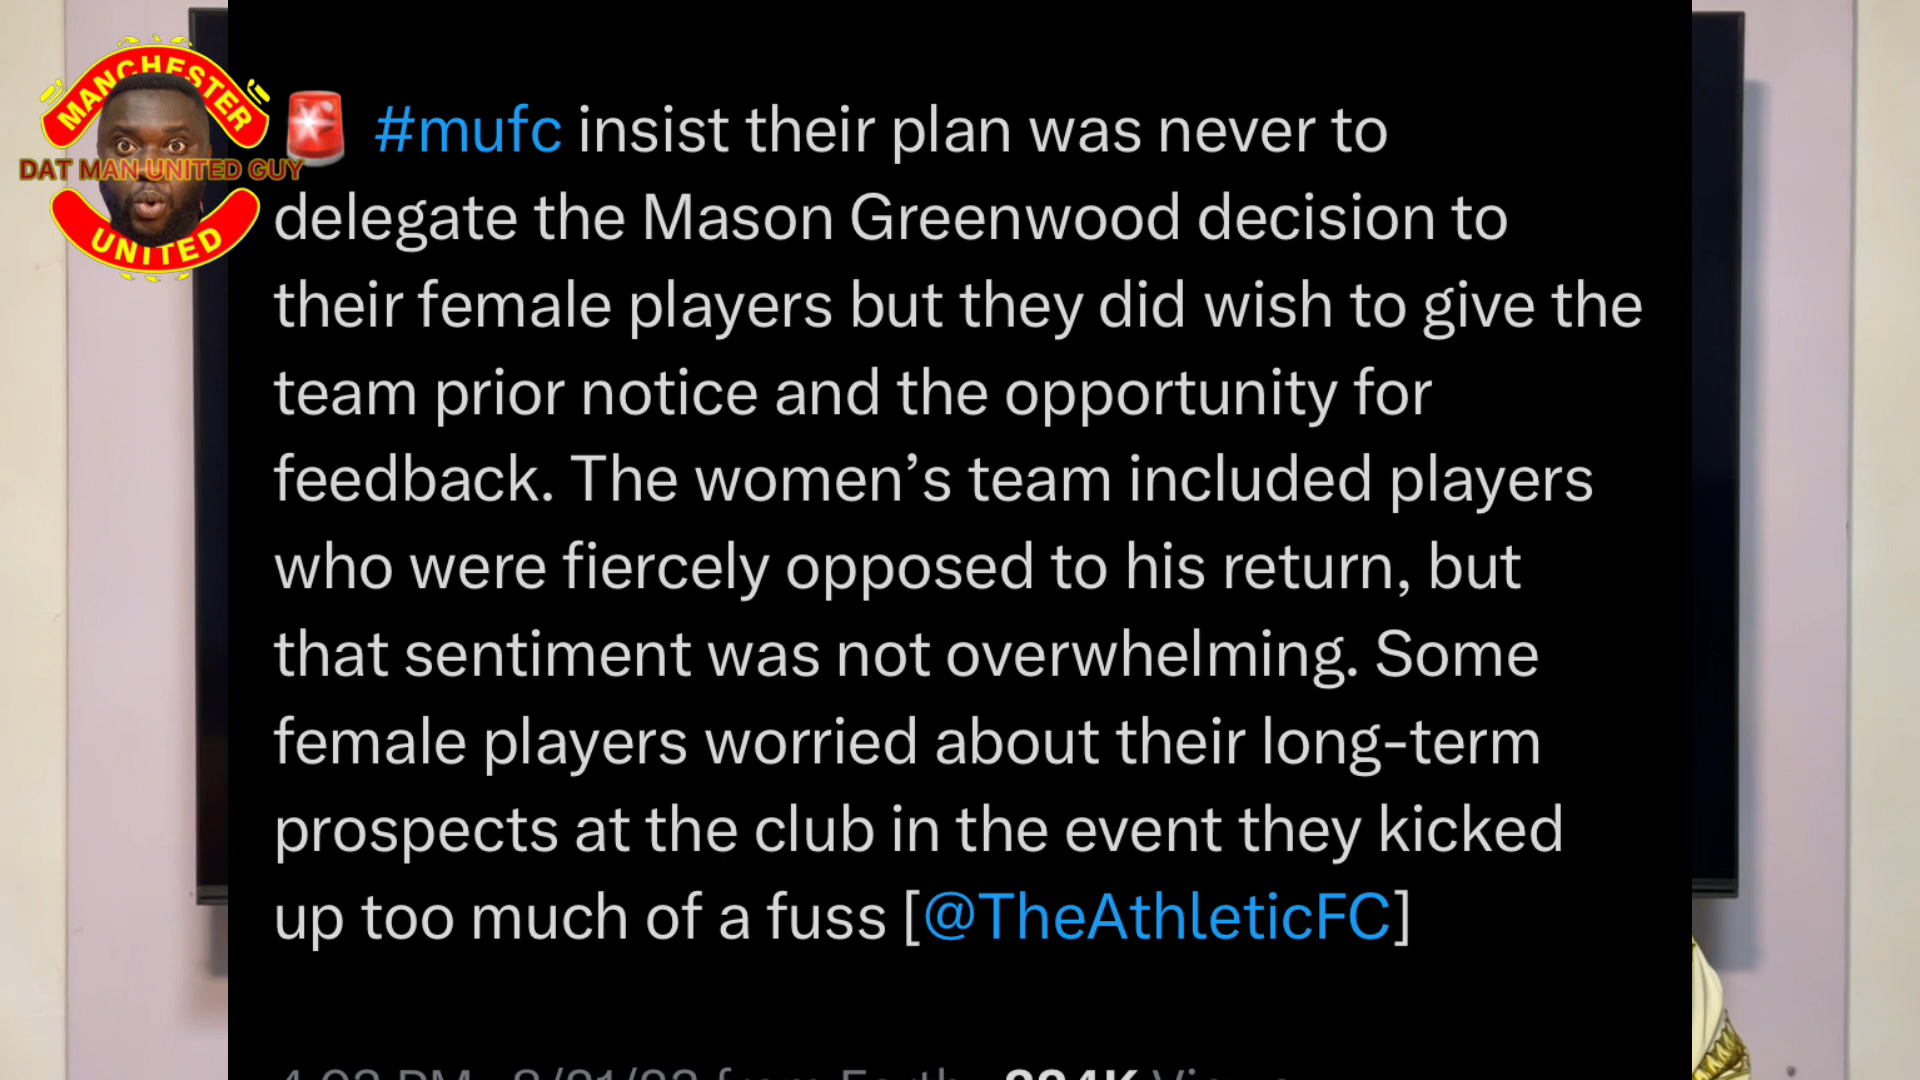 MANCHESTER
DAT MAN UNITED GUY
UNITED
🚨 #mufc insist their plan was never to
delegate the Mason Greenwood decision to
their female players but they did wish to give the
team prior notice and the opportunity for
feedback. The women’s team included players
who were fiercely opposed to his return, but
that sentiment was not overwhelming. Some
female players worried about their long-term
prospects at the club in the event they kicked
up too much of a fuss [@TheAthleticFC]